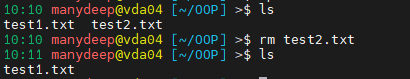 10:10 manydeep@vda04 [~/OOP] >$ ls
test1.txt  test2.txt
10:10 manydeep@vda04 [~/OOP] >$ rm test2.txt
10:11 manydeep@vda04 [~/OOP] >$ ls
test1.txt